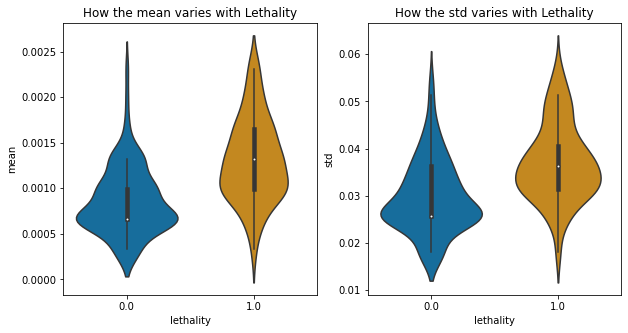 How the mean varies with Lethality
0.0025
0.0020
0.0015
0.0010
0.0005
0.0000
mean
0.0
1.0
lethality
How the std varies with Lethality
0.06
0.05
0.04
0.03
0.02
0.01
std
0.0
1.0
lethality